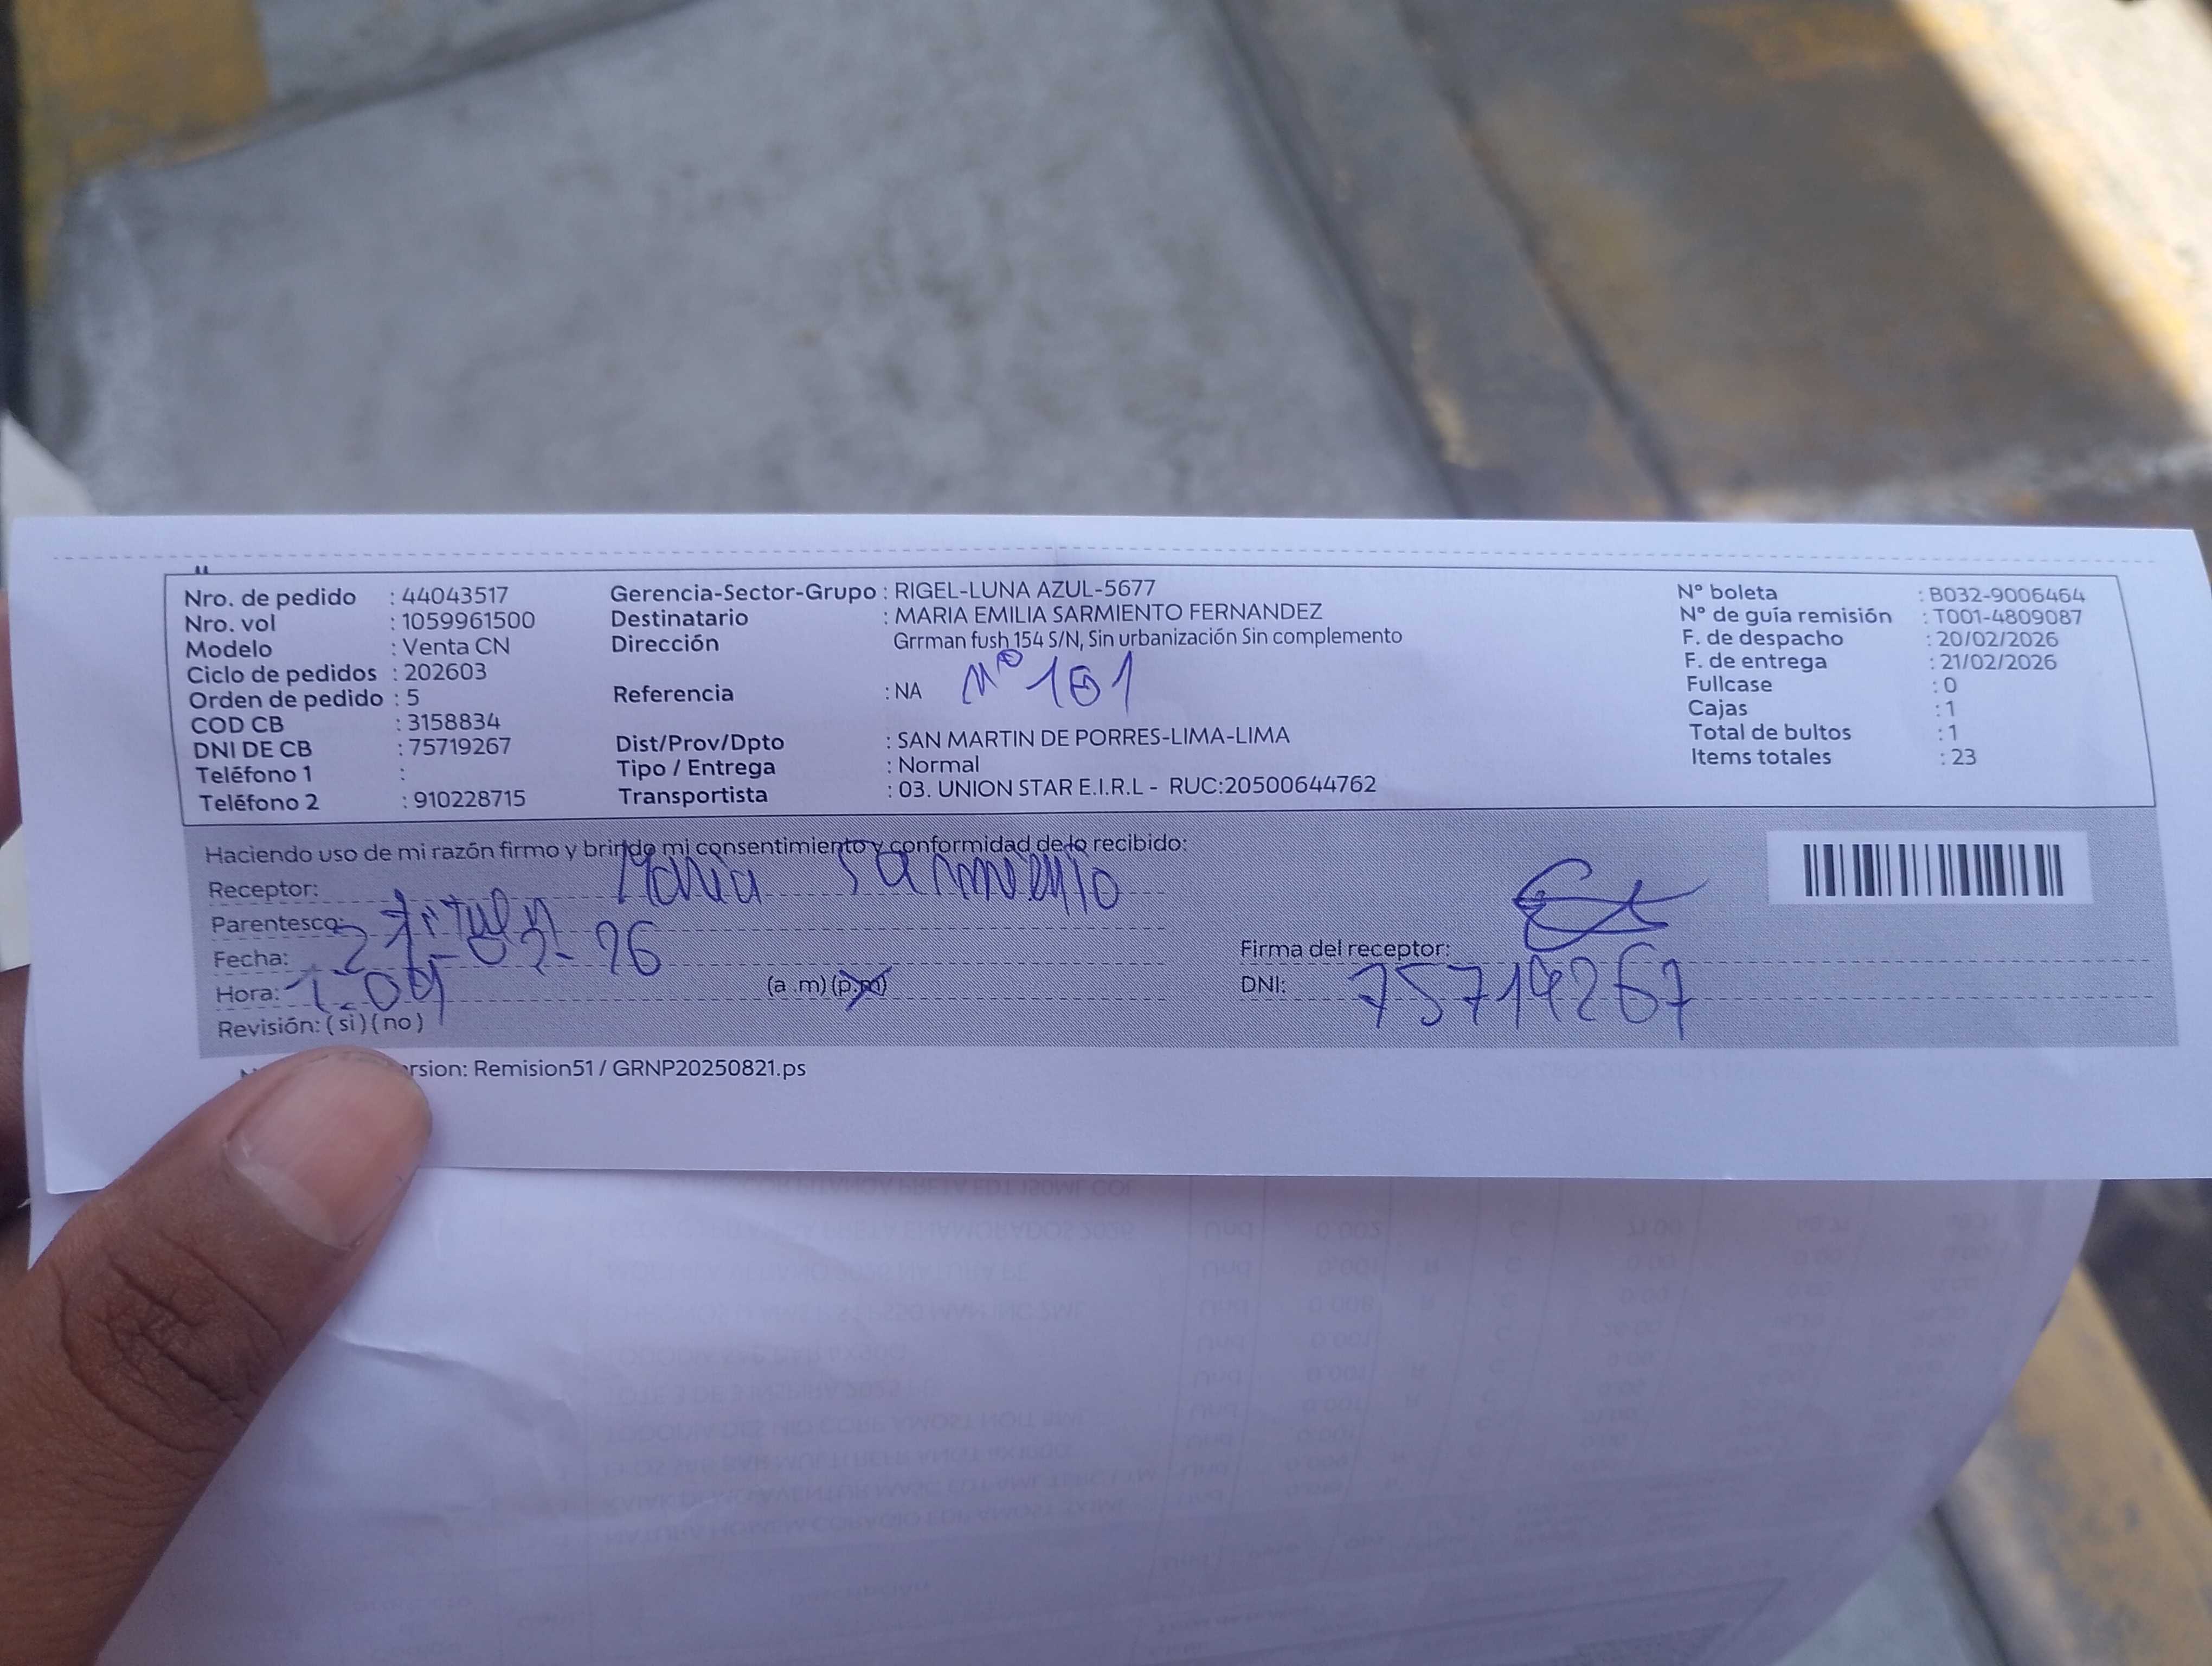 Nro. de pedido : 44043517
Nro. vol : 1059961500
Modelo : Venta CN
Ciclo de pedidos : 202603
Orden de pedido : 5
COD CB : 3158834
DNI DE CB : 75719267
Teléfono 1 :
Teléfono 2 : 910228715
Gerencia-Sector-Grupo : RIGEL-LUNA AZUL-5677
Destinatario : MARIA EMILIA SARMIENTO FERNANDEZ
Dirección Grrman fush 154 S/N, Sin urbanización Sin complemento
Referencia : NA N° 101
Dist/Prov/Dpto : SAN MARTIN DE PORRES-LIMA-LIMA
Tipo / Entrega : Normal
Transportista : 03. UNION STAR E.I.R.L - RUC:20500644762
N° boleta : B032-9006464
N° de guía remisión : T001-4809087
F. de despacho : 20/02/2026
F. de entrega : 21/02/2026
Fullcase : 0
Cajas : 1
Total de bultos : 1
Items totales : 23
Haciendo uso de mi razón firmo y brindo mi consentimiento y conformidad de lo recibido:
Receptor: Maria Sarmiento
Parentesco:
Fecha: 21-02-26
Hora: 1:09 (a .m) (p.m)
Revisión: ( si ) ( no )
Firma del receptor:
DNI: 75719267
rsion: Remision51 / GRNP20250821.ps